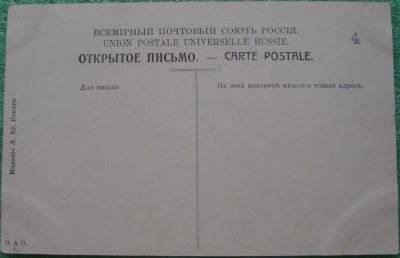 ВСЕМІРНЫЙ ПОЧТОВЫЙ СОЮЗЪ РОССІЯ.
UNION POSTALE UNIVERSELLE RUSSIE.
4
ОТКРЫТОЕ ПИСЬМО. — CARTE POSTALE.
Для письма
На этой половинѣ пишется только адресъ.
Изданіе Д. Ю.
G & D.